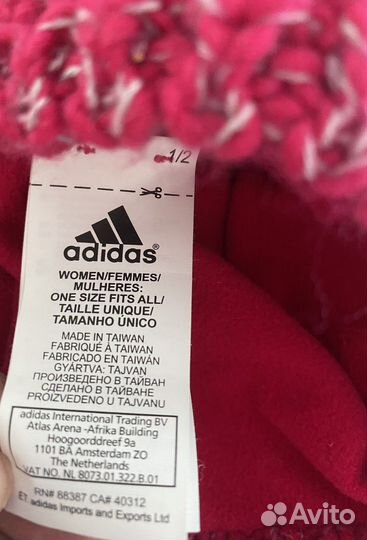 1/2
adidas®
WOMEN/FEMMES/
MULHERES:
ONE SIZE FITS ALL/
TAILLE UNIQUE/
TAMANHO ÚNICO
MADE IN TAIWAN
FABRIQUÉ À TAIWAN
FABRICADO EN TAIWÁN
GYÁRTVA: TAJVAN
ПРОИЗВЕДЕНО В ТАЙВАН
СДЕЛАНО В ТАЙВАНЕ
PROIZVEDENO U TAJVANU
adidas International Trading BV
Atlas Arena -Afrika Building
Hoogoorddreef 9a
1101 BA Amsterdam ZO
The Netherlands
VAT NO. NL 8073.01.322.B.01
RN# 88387 CA# 40312
adidas Imports and Exports Ltd
Avito